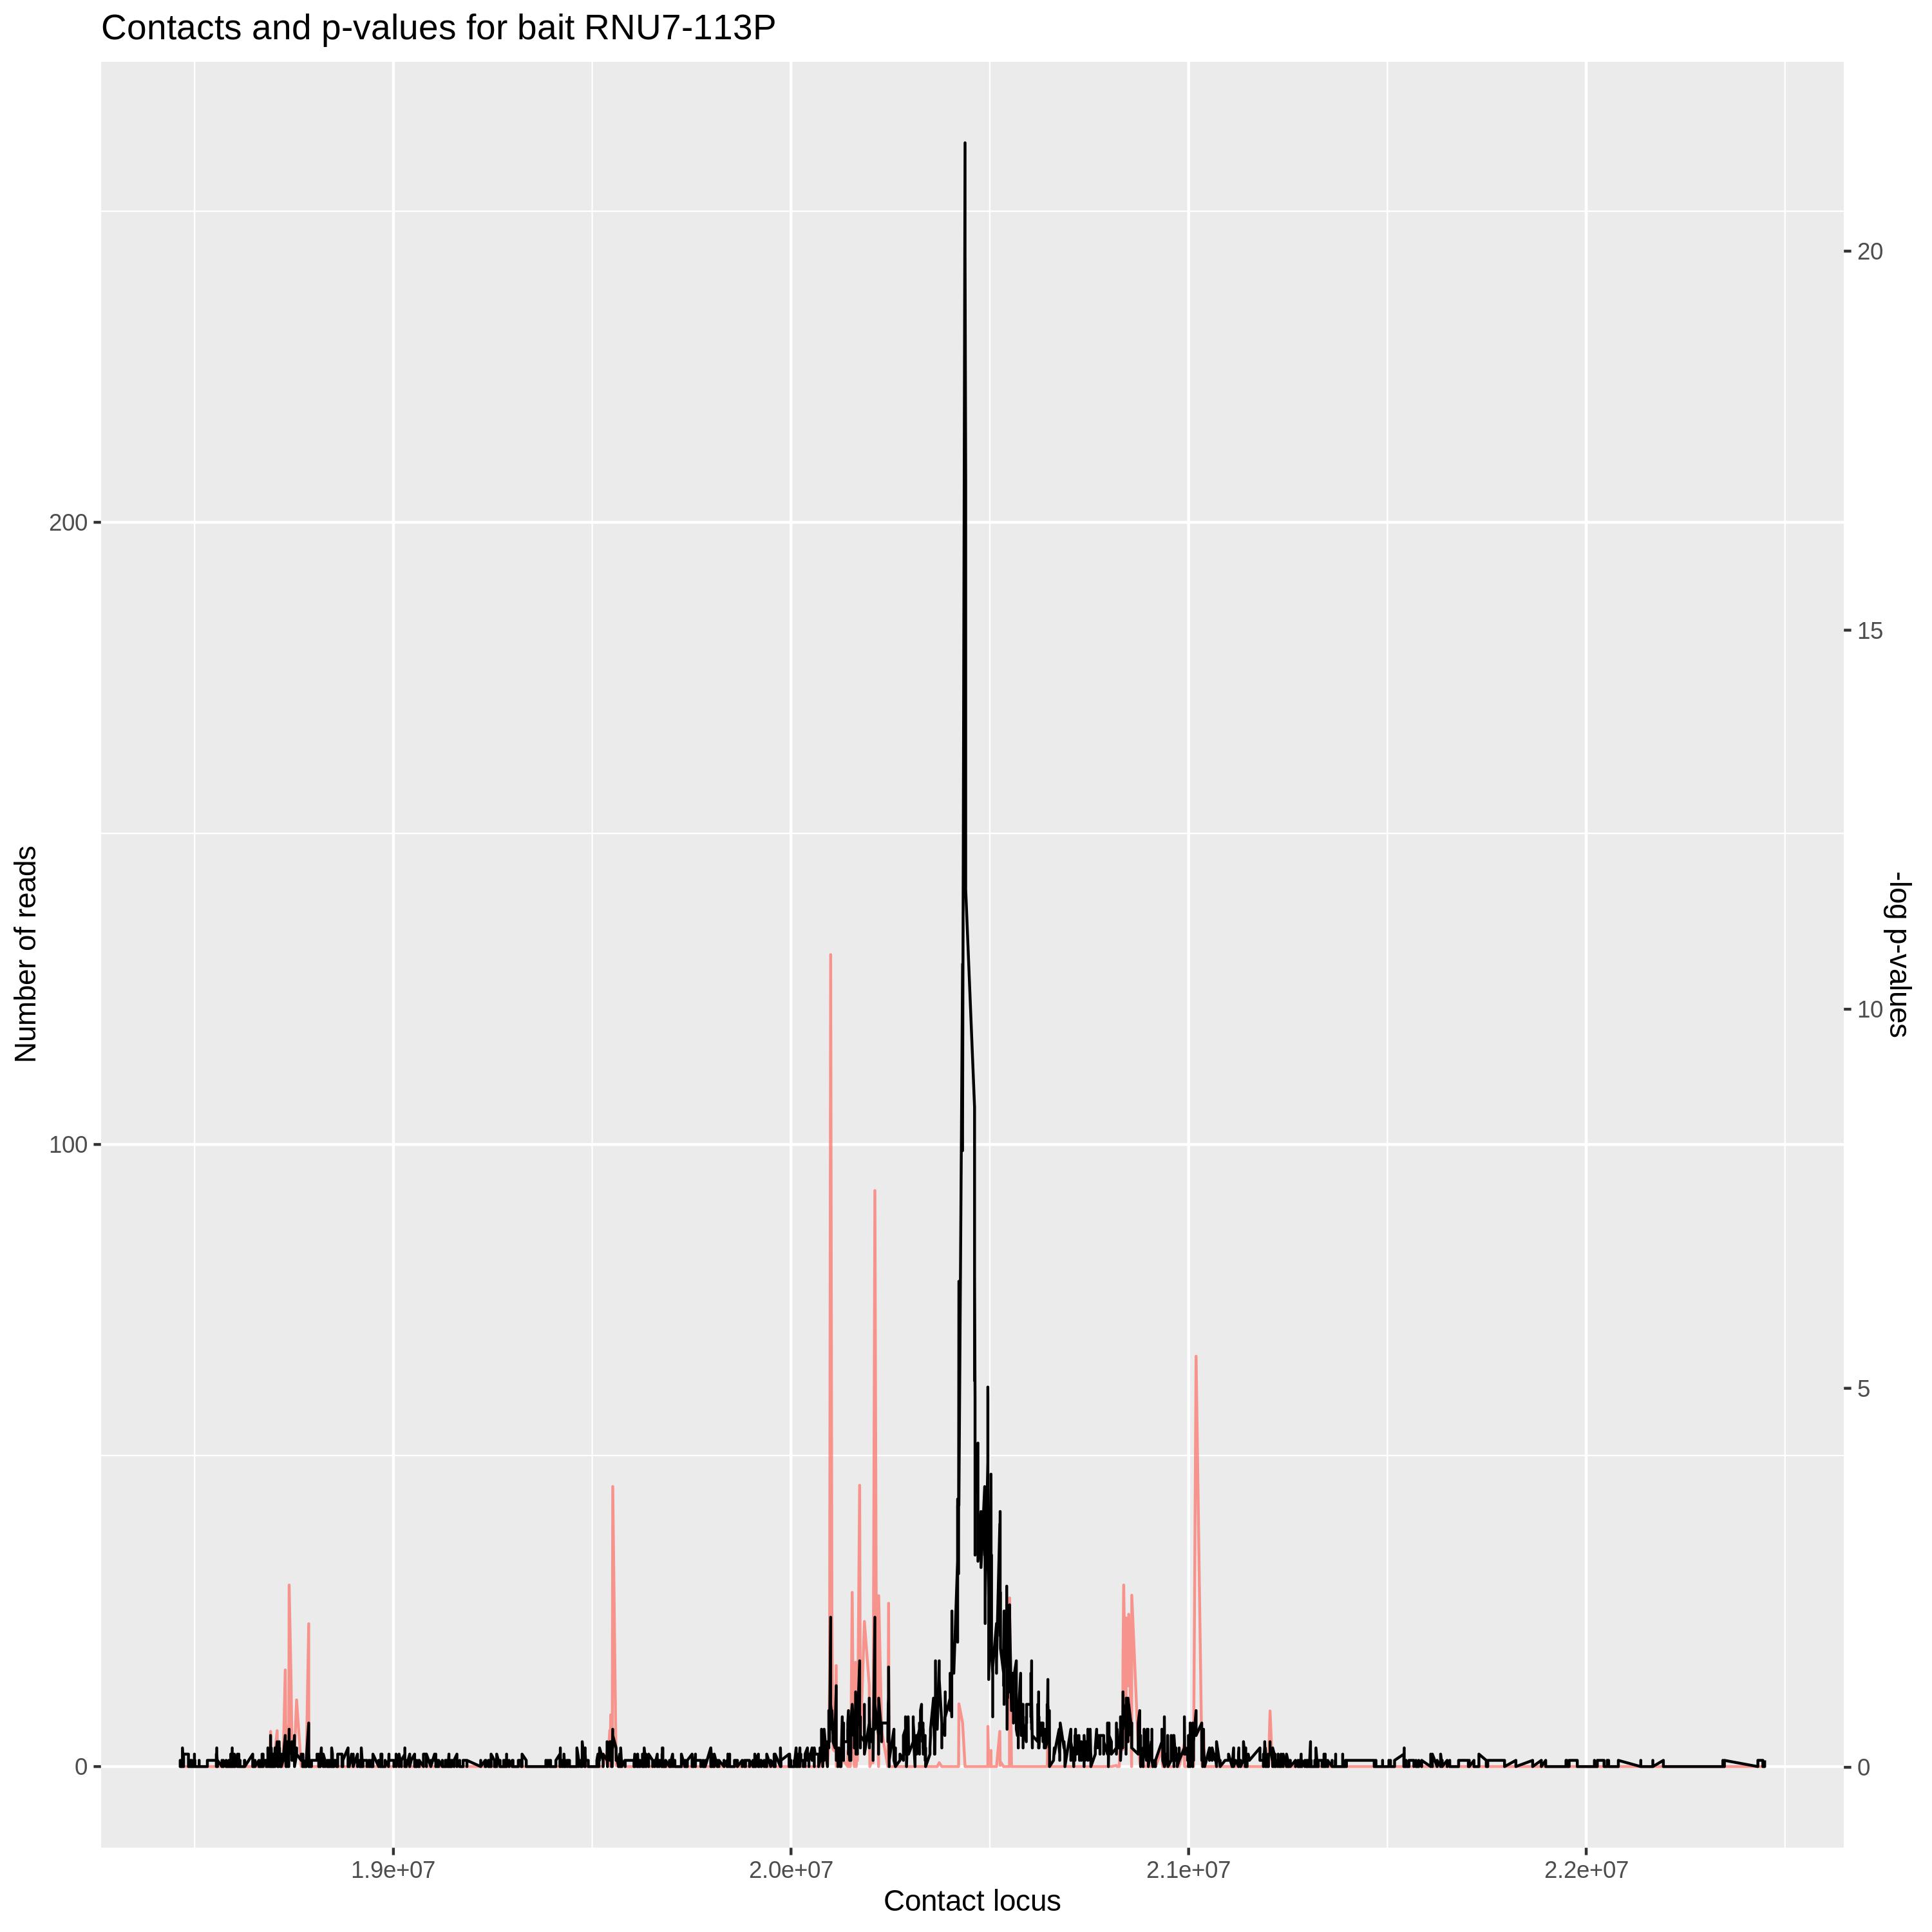 Contacts and p-values for bait RNU7-113P
Number of reads
200
100
0
20
15
10
5
0
-log p-values
1.9e+07
2.0e+07
2.1e+07
2.2e+07
Contact locus